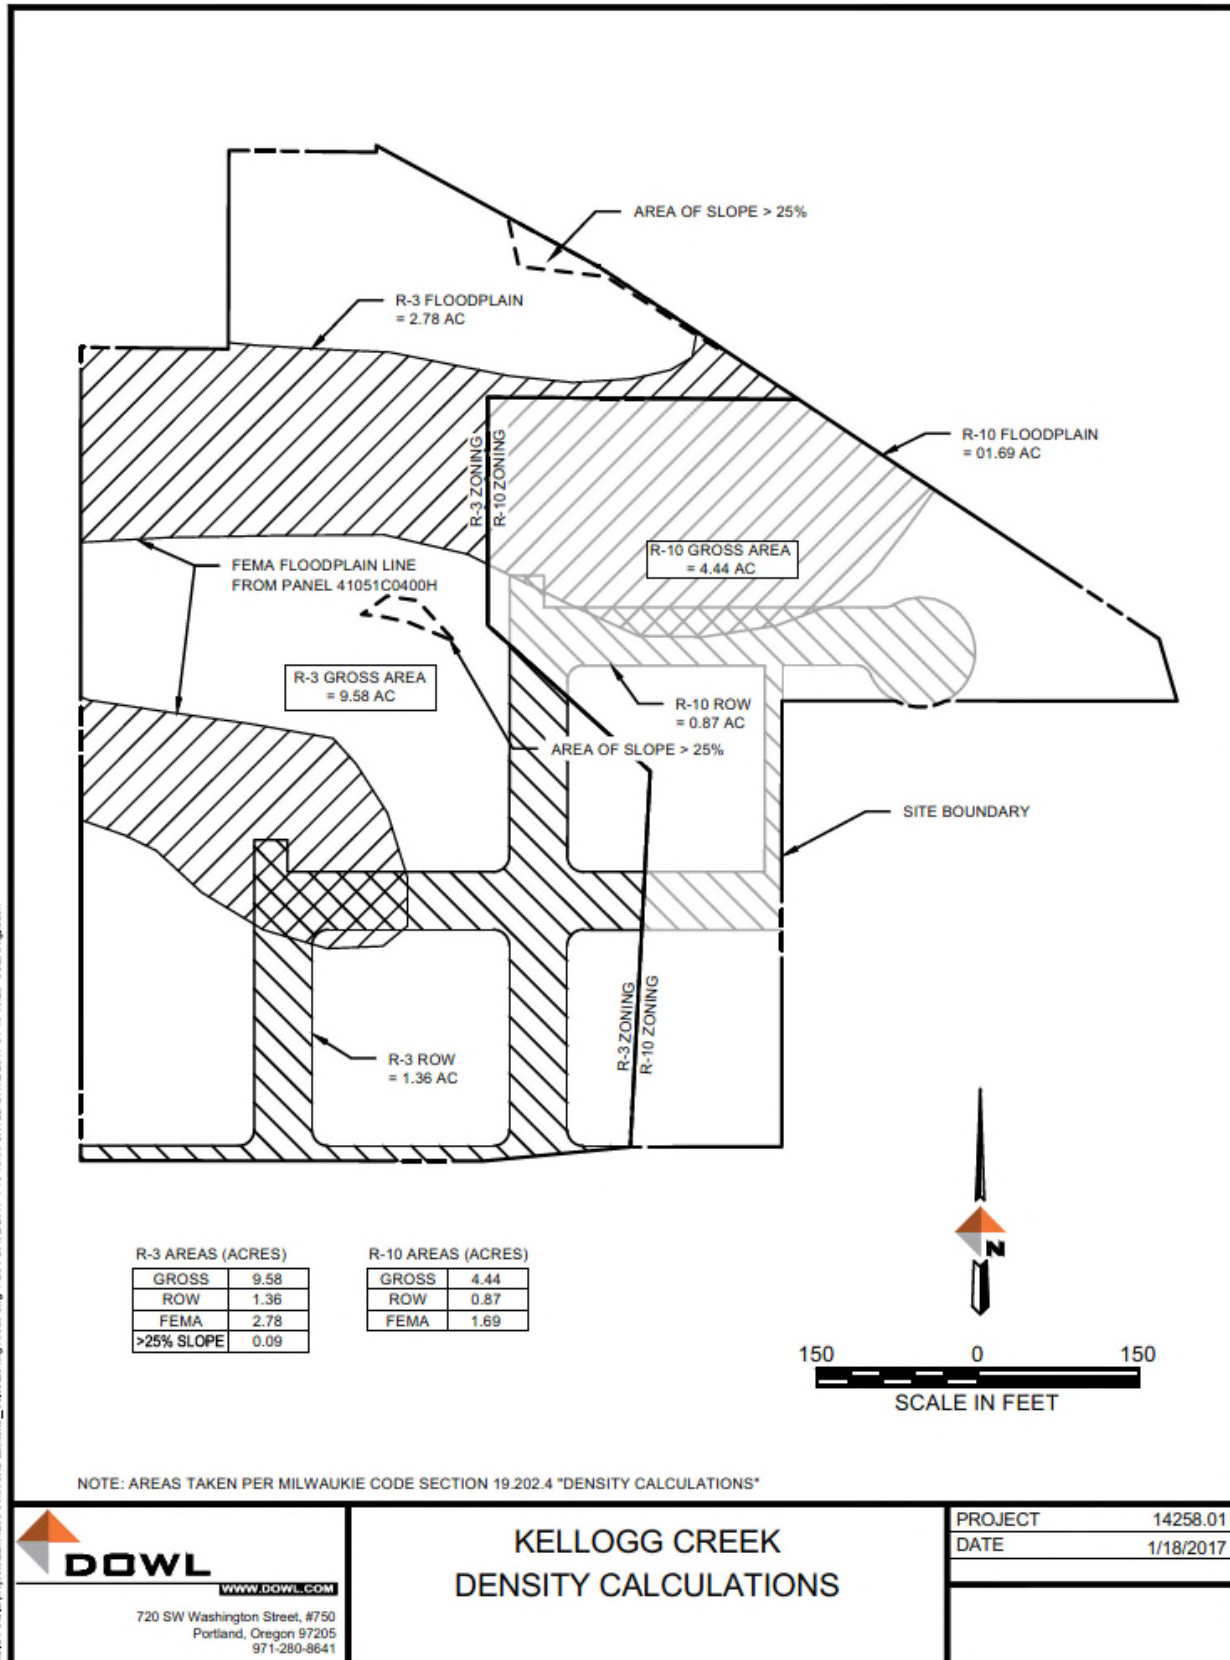 AREA OF SLOPE > 25%
R-3 FLOODPLAIN
= 2.78 AC
R-10 FLOODPLAIN
= 01.69 AC
R-3 ZONING
R-10 ZONING
R-10 GROSS AREA
= 4.44 AC
FEMA FLOODPLAIN LINE
FROM PANEL 41051C0400H
R-3 GROSS AREA
= 9.58 AC
R-10 ROW
= 0.87 AC
AREA OF SLOPE > 25%
SITE BOUNDARY
R-3 ZONING
R-10 ZONING
R-3 ROW
= 1.36 AC
N
R-3 AREAS (ACRES)
GROSS 9.58
ROW 1.36
FEMA 2.78
>25% SLOPE 0.09
R-10 AREAS (ACRES)
GROSS 4.44
ROW 0.87
FEMA 1.69
150 0 150
SCALE IN FEET
NOTE: AREAS TAKEN PER MILWAUKIE CODE SECTION 19.202.4 "DENSITY CALCULATIONS"
DOWL
WWW.DOWL.COM
720 SW Washington Street, #750
Portland, Oregon 97205
971-280-8641
KELLOGG CREEK
DENSITY CALCULATIONS
PROJECT 14258.01
DATE 1/18/2017